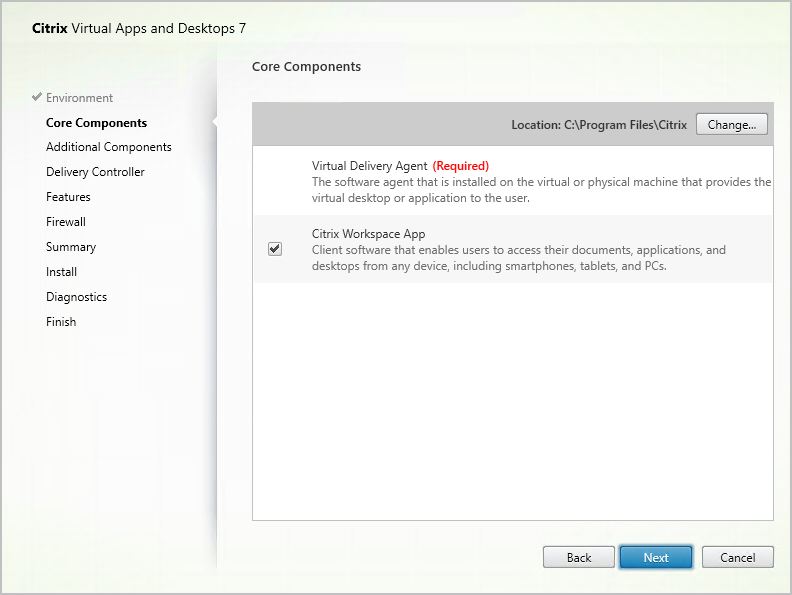 Citrix Virtual Apps and Desktops 7
Environment
Core Components
Additional Components
Delivery Controller
Features
Firewall
Summary
Install
Diagnostics
Finish
Core Components
Location: C:\Program Files\Citrix
Change...
Virtual Delivery Agent (Required)
The software agent that is installed on the virtual or physical machine that provides the
virtual desktop or application to the user.
Citrix Workspace App
Client software that enables users to access their documents, applications, and
desktops from any device, including smartphones, tablets, and PCs.
Back
Next
Cancel